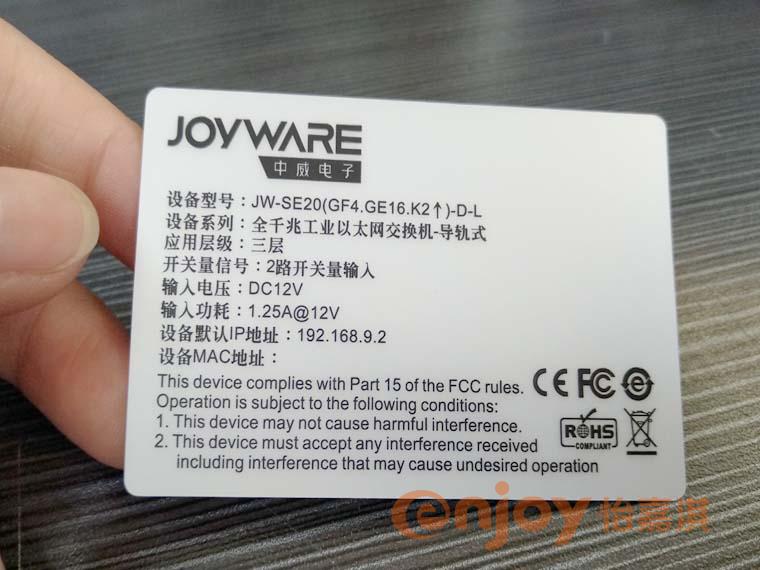 JOYWARE
中威电子
设备型号：JW-SE20(GF4.GE16.K2↑)-D-L
设备系列：全千兆工业以太网交换机-导轨式
应用层级：三层
开关量信号：2路开关量输入
输入电压：DC12V
输入功耗：1.25A@12V
设备默认IP地址：192.168.9.2
设备MAC地址：
This device complies with Part 15 of the FCC rules.
Operation is subject to the following conditions:
1. This device may not cause harmful interference.
2. This device must accept any interference received
including interference that may cause undesired operation
CE FC
RoHS
COMPLIANT
enjoy怡嘉淇